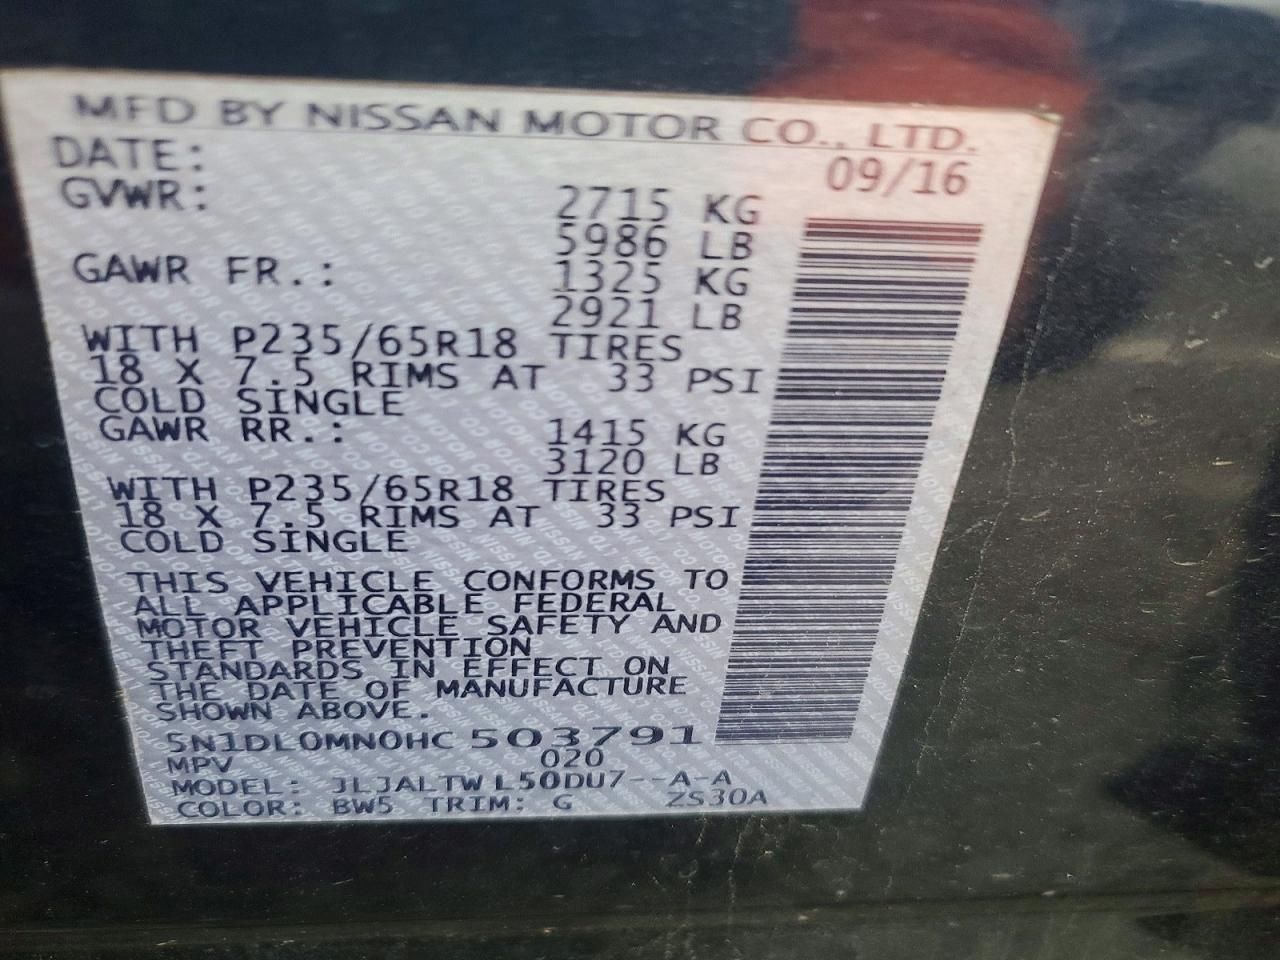 MFD BY NISSAN MOTOR CO., LTD.
DATE: 09/16
GVWR: 2715 KG
5986 LB
GAWR FR.: 1325 KG
2921 LB
WITH P235/65R18 TIRES
18 X 7.5 RIMS AT 33 PSI
COLD SINGLE
GAWR RR.: 1415 KG
3120 LB
WITH P235/65R18 TIRES
18 X 7.5 RIMS AT 33 PSI
COLD SINGLE
THIS VEHICLE CONFORMS TO
ALL APPLICABLE FEDERAL
MOTOR VEHICLE SAFETY AND
THEFT PREVENTION
STANDARDS IN EFFECT ON
THE DATE OF MANUFACTURE
SHOWN ABOVE.
5N1DL0MN0HC503791
MPV 020
MODEL: JLJALTWL50DU7--A-A
COLOR: BW5 TRIM: G ZS30A